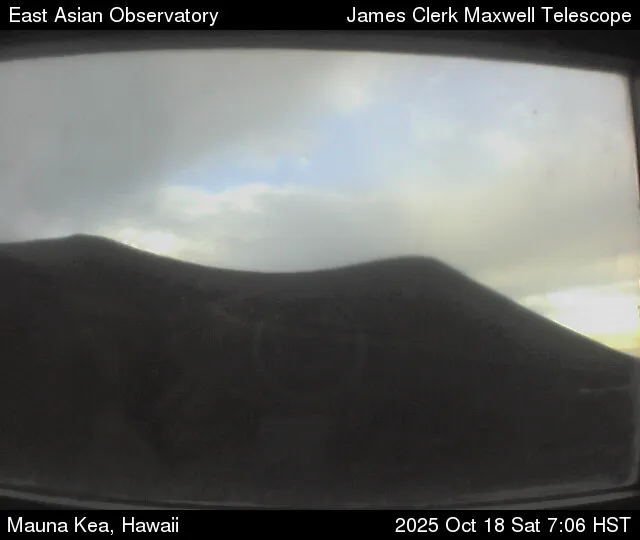 East Asian Observatory
James Clerk Maxwell Telescope
Mauna Kea, Hawaii
2025 Oct 18 Sat 7:06 HST